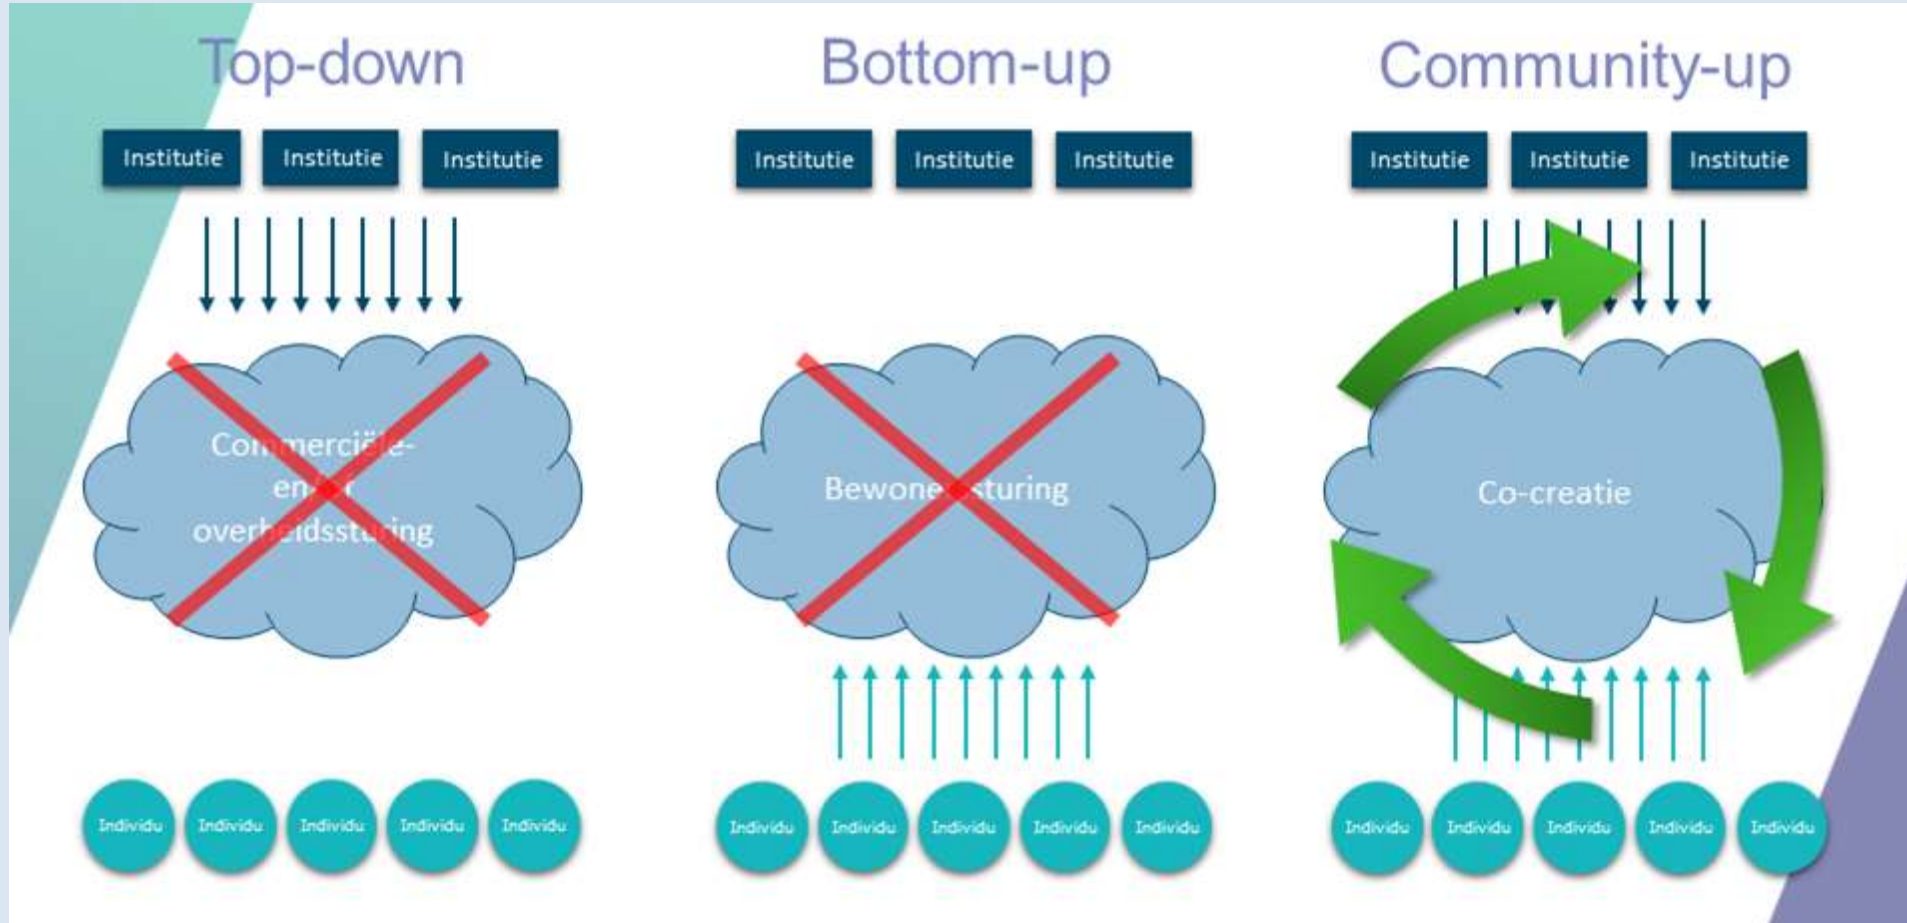 Top-down
Institutie Institutie Institutie
Commerciële-
en/of
overheidssturing
Individu Individu Individu Individu Individu
Bottom-up
Institutie Institutie Institutie
Bewonerssturing
Individu Individu Individu Individu Individu
Community-up
Institutie Institutie Institutie
Co-creatie
Individu Individu Individu Individu Individu